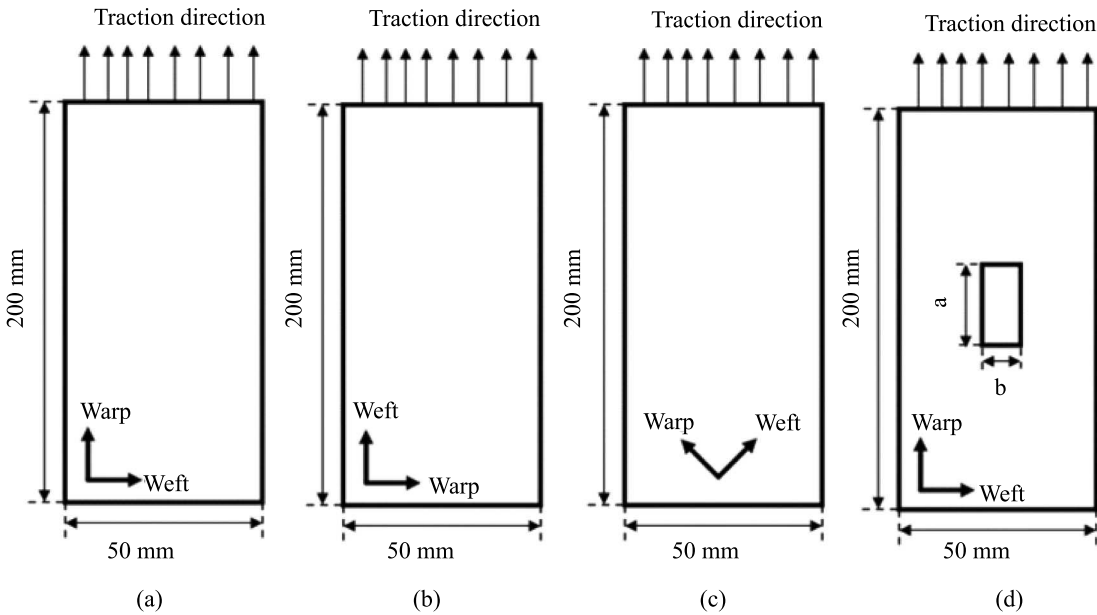 Traction direction
200 mm
Warp
Weft
50 mm
(a)
Traction direction
200 mm
Weft
Warp
50 mm
(b)
Traction direction
200 mm
Warp
Weft
50 mm
(c)
Traction direction
200 mm
a
b
Warp
Weft
50 mm
(d)